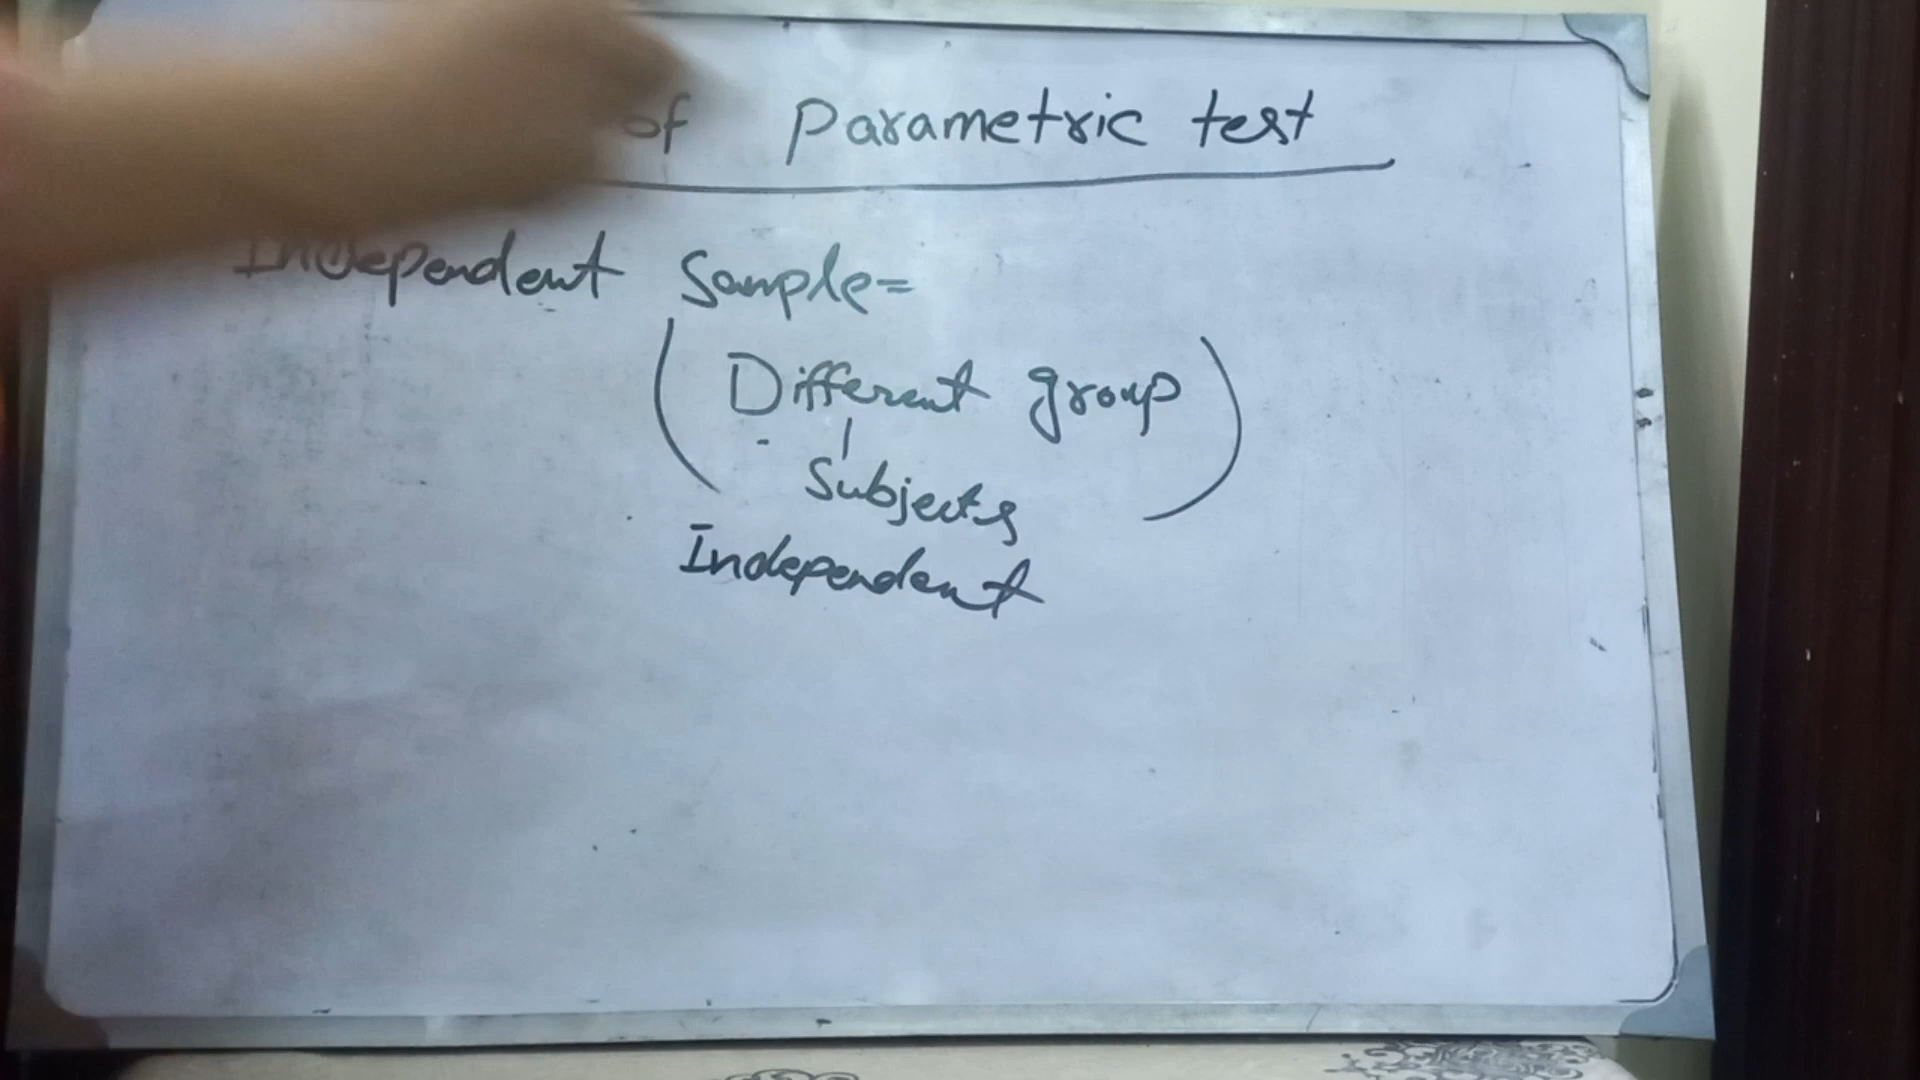 of Parametric test
Independent Sample=
(Different group)
Subjects
Independent